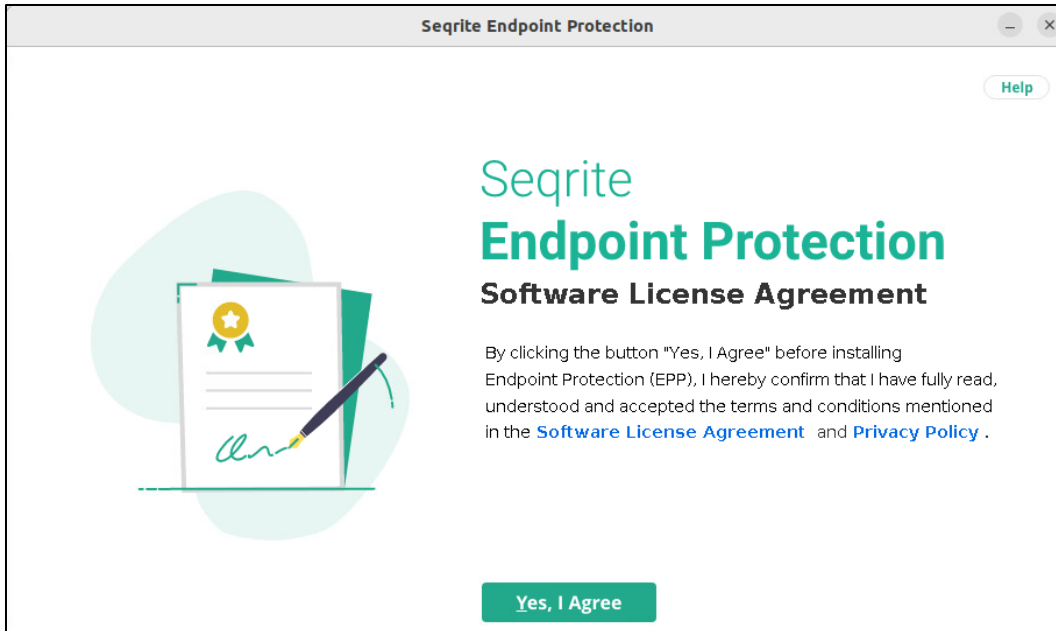 Seqrite Endpoint Protection
Help
Seqrite
Endpoint Protection
Software License Agreement
By clicking the button "Yes, I Agree" before installing
Endpoint Protection (EPP), I hereby confirm that I have fully read,
understood and accepted the terms and conditions mentioned
in the Software License Agreement and Privacy Policy .
Yes, I Agree